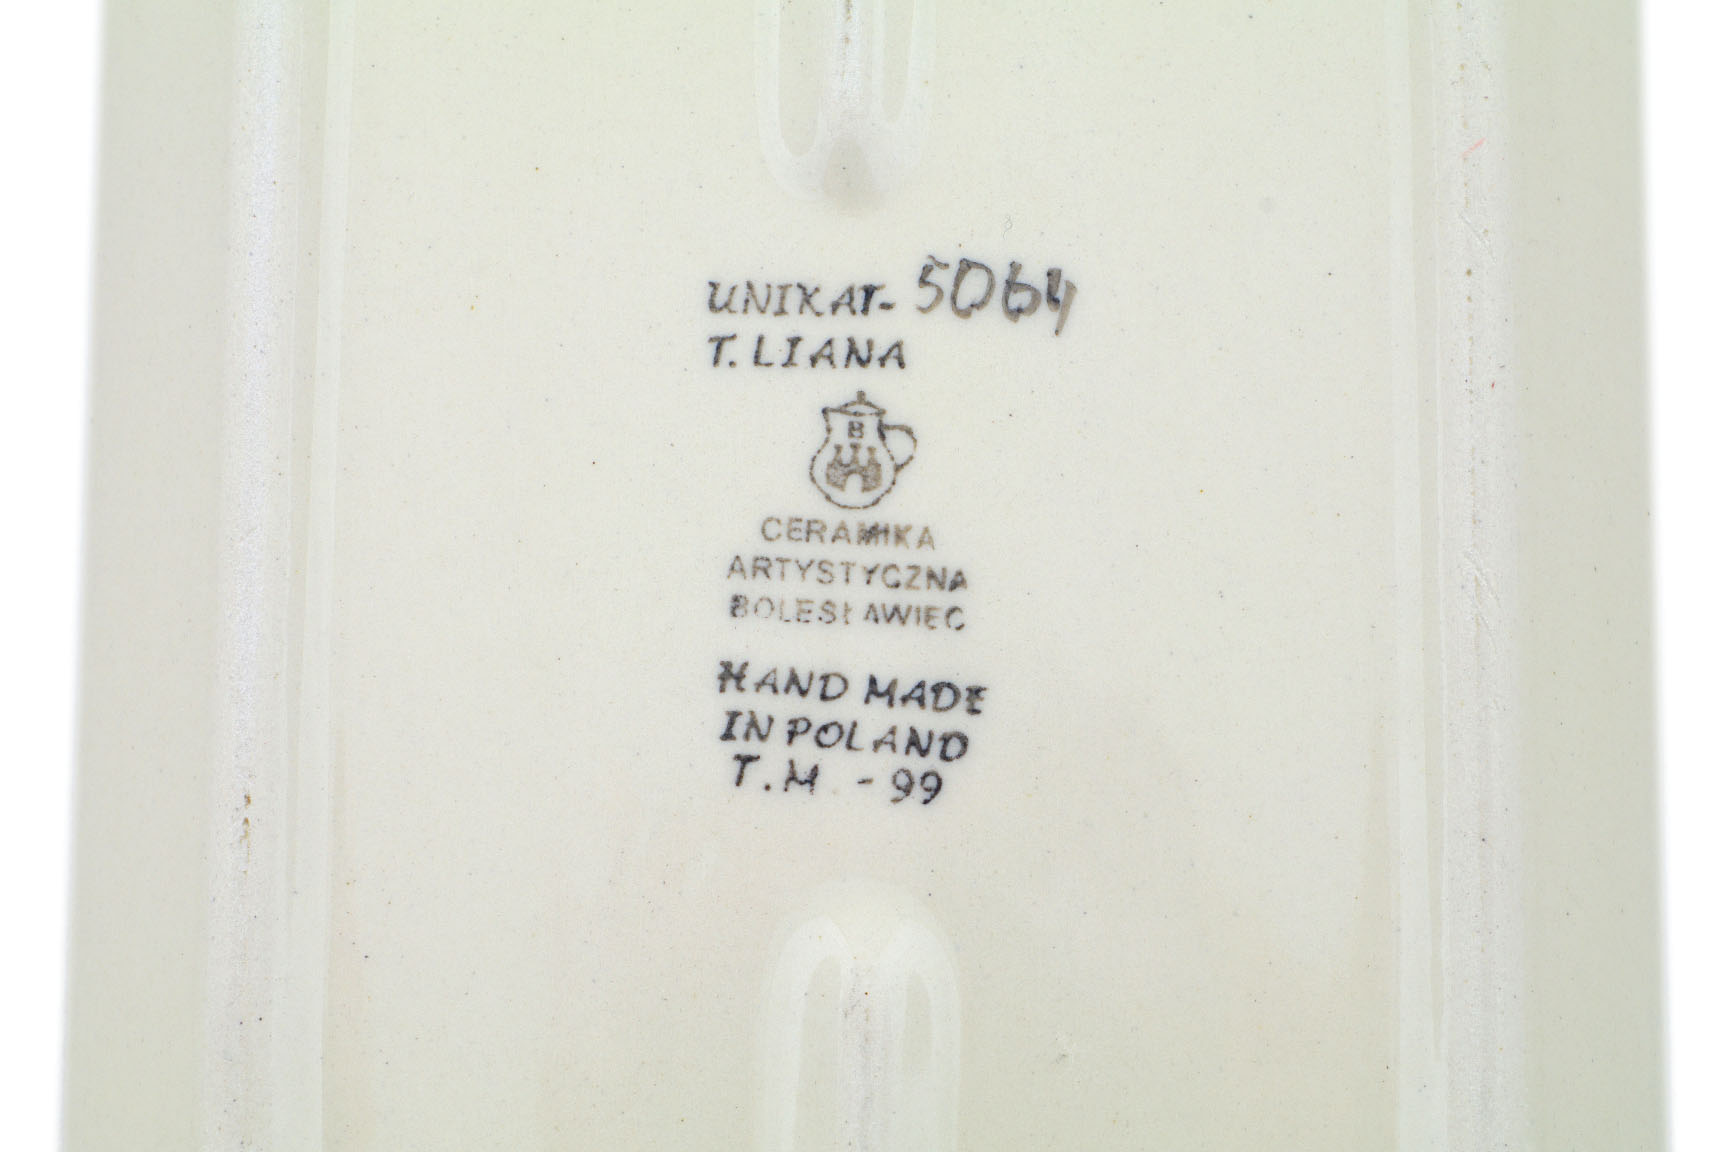 UNIKAT- 5064
T. LIANA
B
CERAMIKA
ARTYSTYCZNA
BOLESŁAWIEC
HAND MADE
IN POLAND
T.M. -99